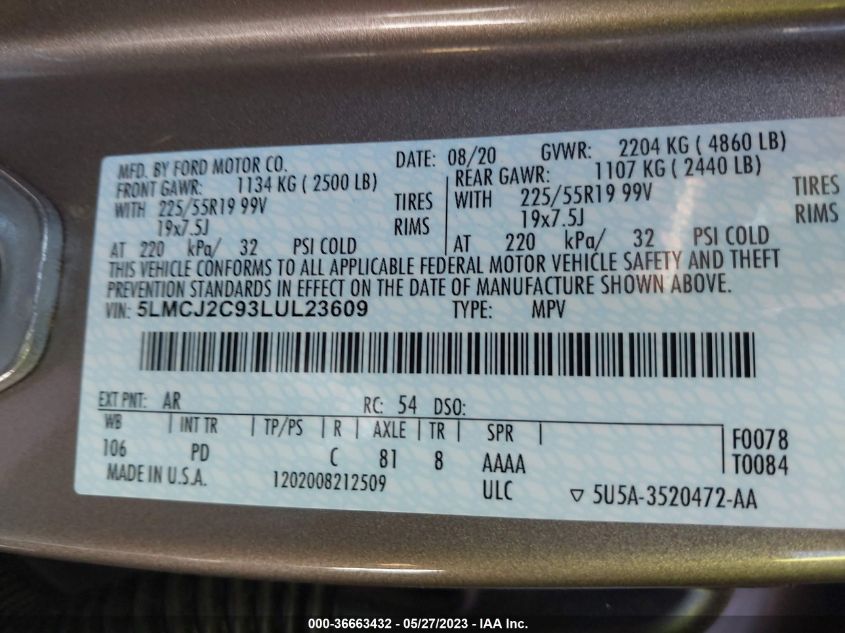 MFD. BY FORD MOTOR CO. DATE: 08/20 GVWR: 2204 KG ( 4860 LB)
FRONT GAWR: 1134 KG ( 2500 LB) REAR GAWR: 1107 KG ( 2440 LB)
WITH 225/55R19 99V TIRES WITH 225/55R19 99V TIRES
19x7.5J RIMS 19x7.5J RIMS
AT 220 kPa/ 32 PSI COLD AT 220 kPa/ 32 PSI COLD
THIS VEHICLE CONFORMS TO ALL APPLICABLE FEDERAL MOTOR VEHICLE SAFETY AND THEFT
PREVENTION STANDARDS IN EFFECT ON THE DATE OF MANUFACTURE SHOWN ABOVE.
VIN: 5LMCJ2C93LUL23609 TYPE: MPV
EXT PNT: AR RC: 54 DSO:
WB INT TR TP/PS R AXLE TR SPR F0078
106 PD C 81 8 AAAA T0084
MADE IN U.S.A. 1202008212509 ULC ▽ 5U5A-3520472-AA
000-36663432 - 05/27/2023 - IAA Inc.